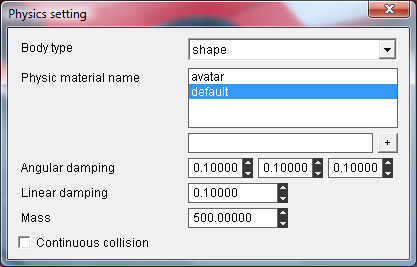 Physics setting
Body type shape
Physic material name avatar
default
+
Angular damping 0.10000 0.10000 0.10000
Linear damping 0.10000
Mass 500.00000
Continuous collision